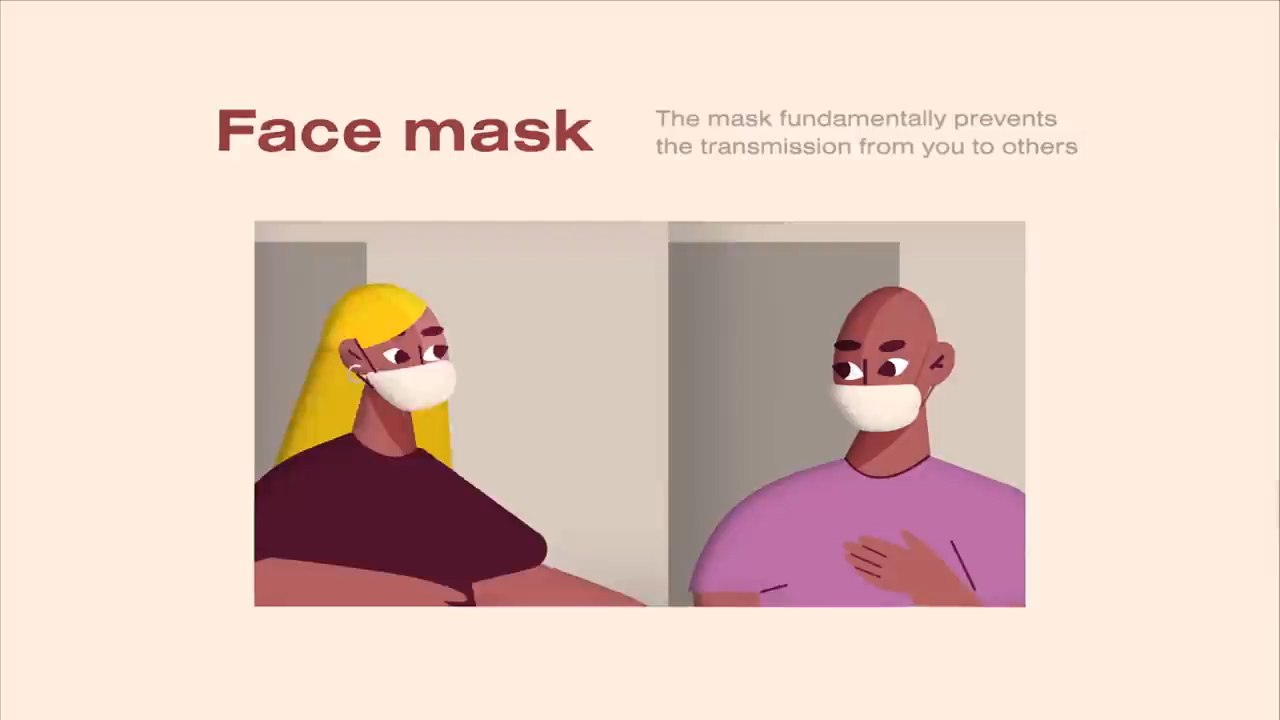 Face mask
The mask fundamentally prevents
the transmission from you to others